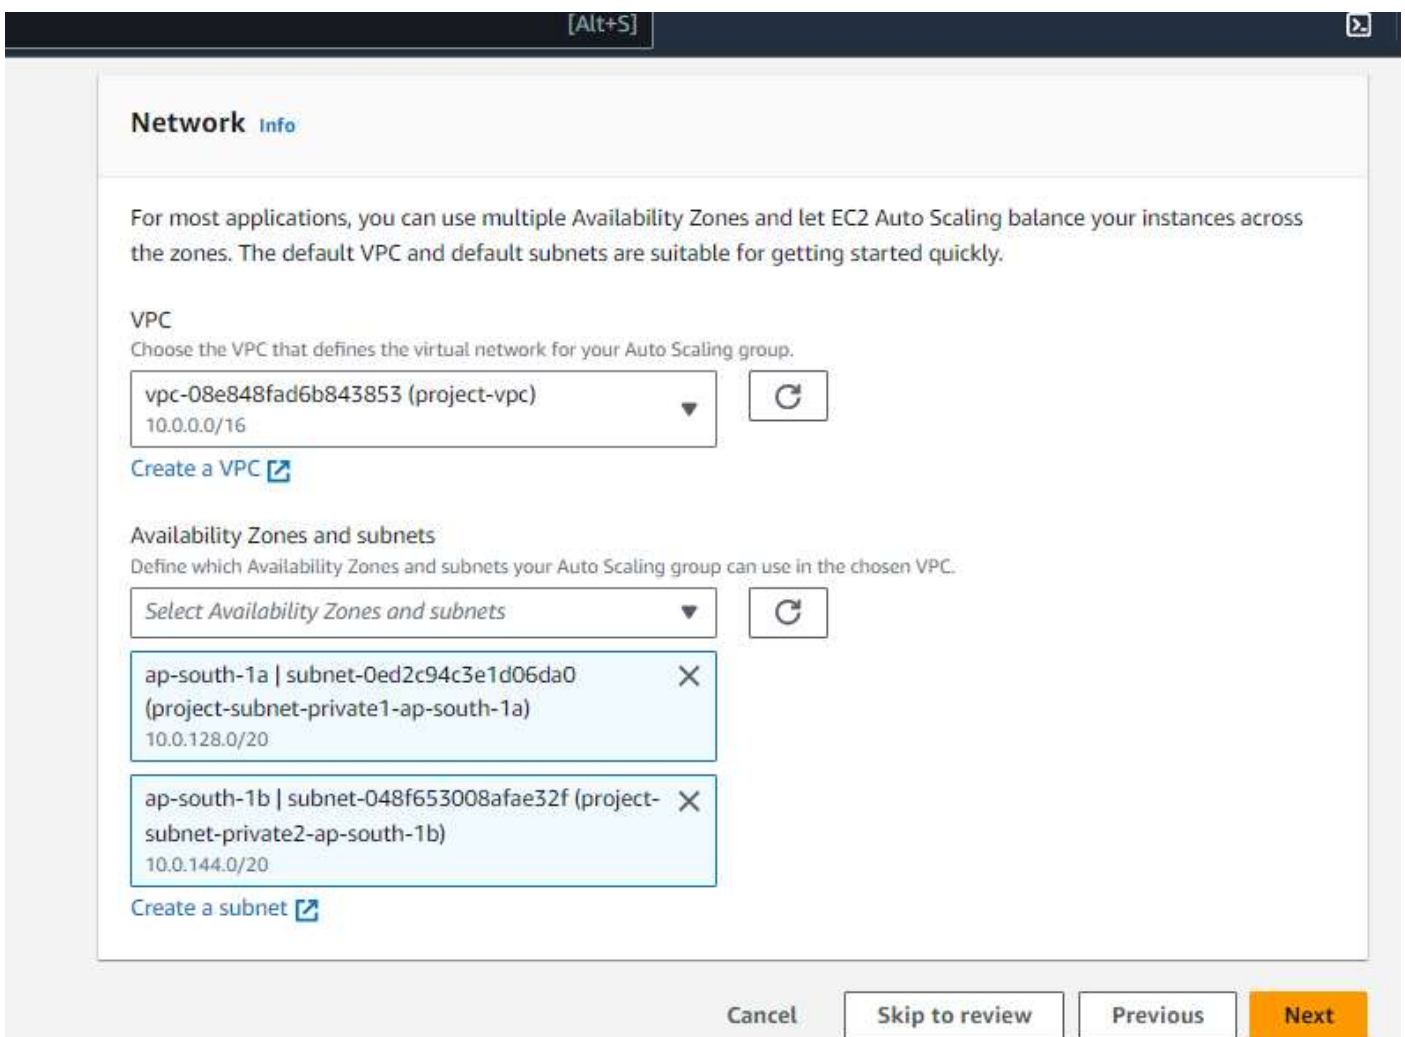 [Alt+S]
Network Info
For most applications, you can use multiple Availability Zones and let EC2 Auto Scaling balance your instances across
the zones. The default VPC and default subnets are suitable for getting started quickly.
VPC
Choose the VPC that defines the virtual network for your Auto Scaling group.
vpc-08e848fad6b843853 (project-vpc)
10.0.0.0/16
Create a VPC
Availability Zones and subnets
Define which Availability Zones and subnets your Auto Scaling group can use in the chosen VPC.
Select Availability Zones and subnets
ap-south-1a | subnet-0ed2c94c3e1d06da0
(project-subnet-private1-ap-south-1a)
10.0.128.0/20
ap-south-1b | subnet-048f653008afae32f (project-
subnet-private2-ap-south-1b)
10.0.144.0/20
Create a subnet
Cancel Skip to review Previous Next